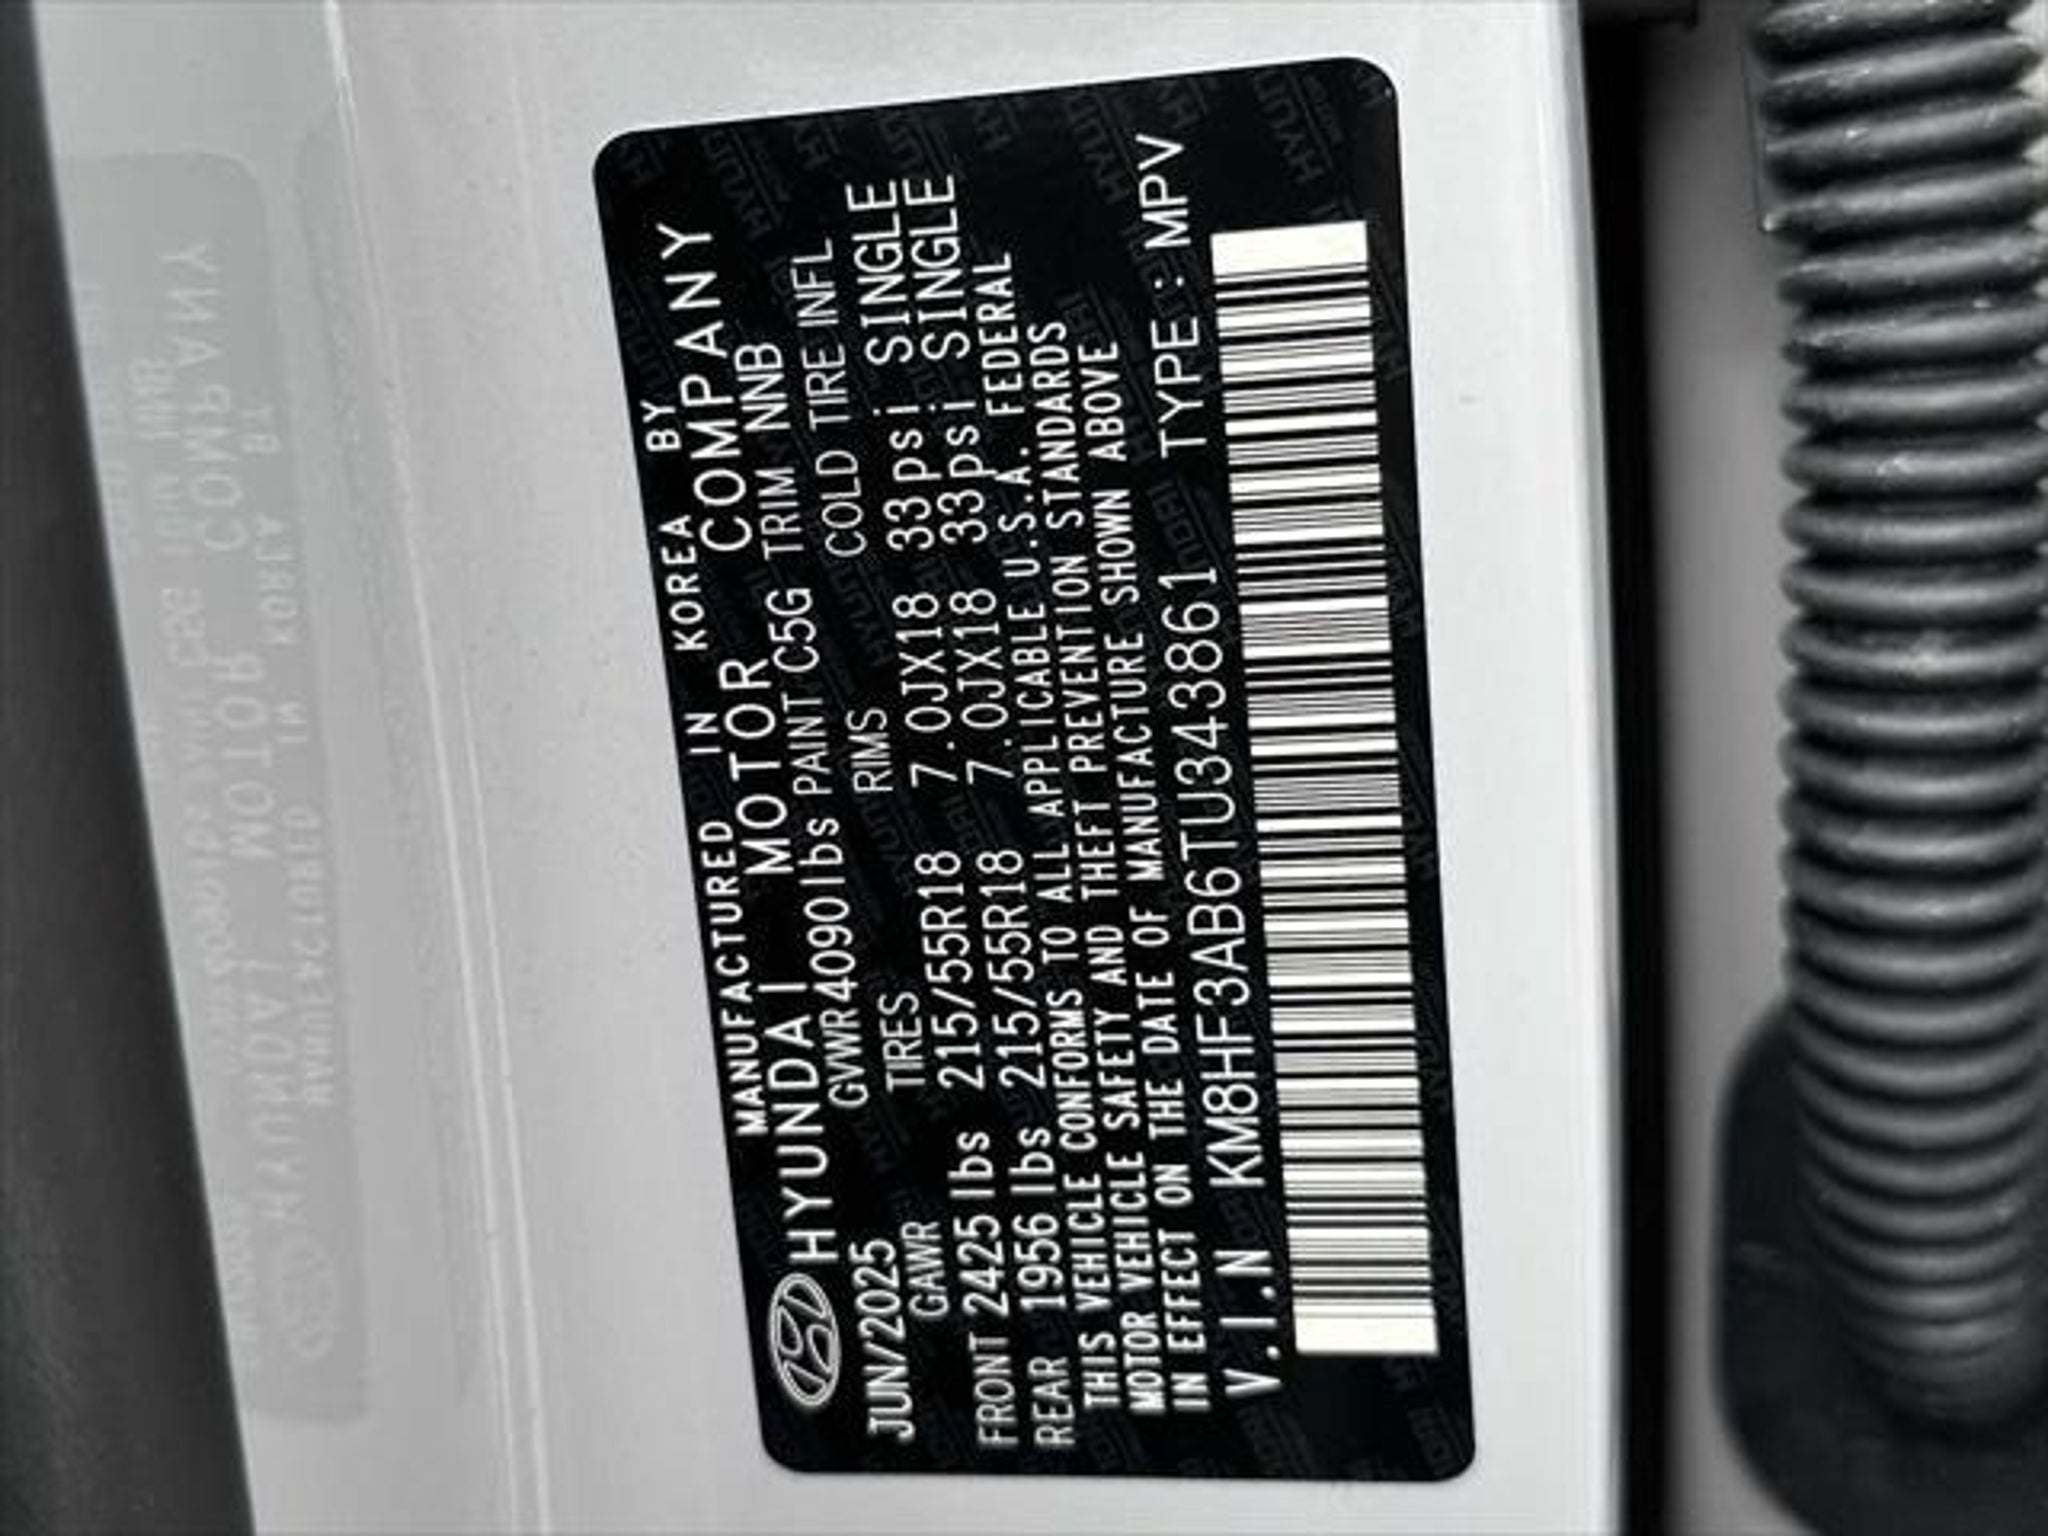 MANUFACTURED IN KOREA BY
HYUNDAI MOTOR COMPANY
JUN/2025 GVWR 4090lbs PAINT C5G TRIM NNB
GAWR TIRES RIMS COLD TIRE INFL
FRONT 2425 lbs 215/55R18 7.0JX18 33psi SINGLE
REAR 1956 lbs 215/55R18 7.0JX18 33psi SINGLE
THIS VEHICLE CONFORMS TO ALL APPLICABLE U.S.A. FEDERAL
MOTOR VEHICLE SAFETY AND THEFT PREVENTION STANDARDS
IN EFFECT ON THE DATE OF MANUFACTURE SHOWN ABOVE
V.I.N KM8HF3AB6TU343861 TYPE:MPV